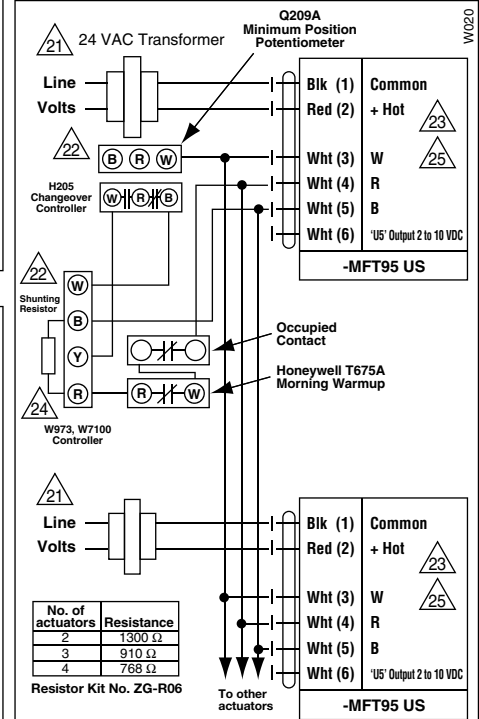 W020
Q209A
Minimum Position
Potentiometer
21 24 VAC Transformer
Line
Volts
Blk (1) Common
Red (2) + Hot
23
22
B R W
Wht (3) W
25
H205
Changeover
Controller
W R B
Wht (4) R
Wht (5) B
Wht (6) 'U5' Output 2 to 10 VDC
-MFT95 US
22
Shunting
Resistor
W
B
Y
R
Occupied
Contact
Honeywell T675A
Morning Warmup
R W
24
W973, W7100
Controller
21
Line
Volts
Blk (1) Common
Red (2) + Hot
23
Wht (3) W
25
Wht (4) R
Wht (5) B
Wht (6) 'U5' Output 2 to 10 VDC
-MFT95 US
No. of
actuators Resistance
2 1300 Ω
3 910 Ω
4 768 Ω
Resistor Kit No. ZG-R06
To other
actuators